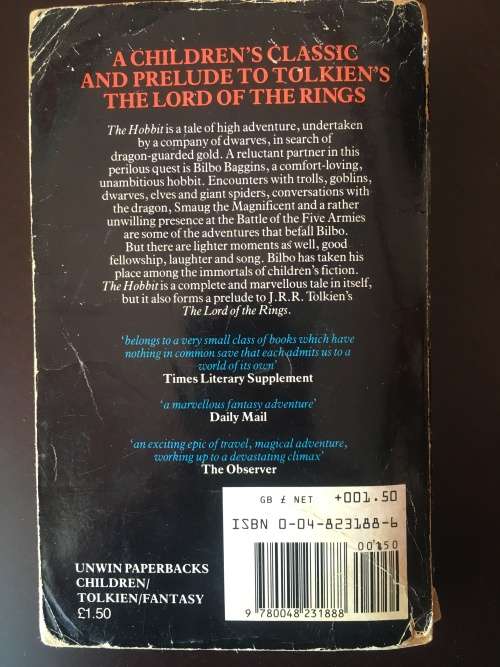 A CHILDREN'S CLASSIC
AND PRELUDE TO TOLKIEN'S
THE LORD OF THE RINGS
The Hobbit is a tale of high adventure, undertaken
by a company of dwarves, in search of
dragon-guarded gold. A reluctant partner in this
perilous quest is Bilbo Baggins, a comfort-loving,
unambitious hobbit. Encounters with trolls, goblins,
dwarves, elves and giant spiders, conversations with
the dragon, Smaug the Magnificent and a rather
unwilling presence at the Battle of the Five Armies
are some of the adventures that befall Bilbo.
But there are lighter moments as well, good
fellowship, laughter and song. Bilbo has taken his
place among the immortals of children's fiction.
The Hobbit is a complete and marvellous tale in itself,
but it also forms a prelude to J.R.R. Tolkien's
The Lord of the Rings.
'belongs to a very small class of books which have
nothing in common save that each admits us to a
world of its own'
Times Literary Supplement
'a marvellous fantasy adventure'
Daily Mail
'an exciting epic of travel, magical adventure,
working up to a devastating climax'
The Observer
GB £ NET +001.50
ISBN 0-04-823188-6
00150
9 780048 231888
UNWIN PAPERBACKS
CHILDREN/
TOLKIEN/FANTASY
£1.50